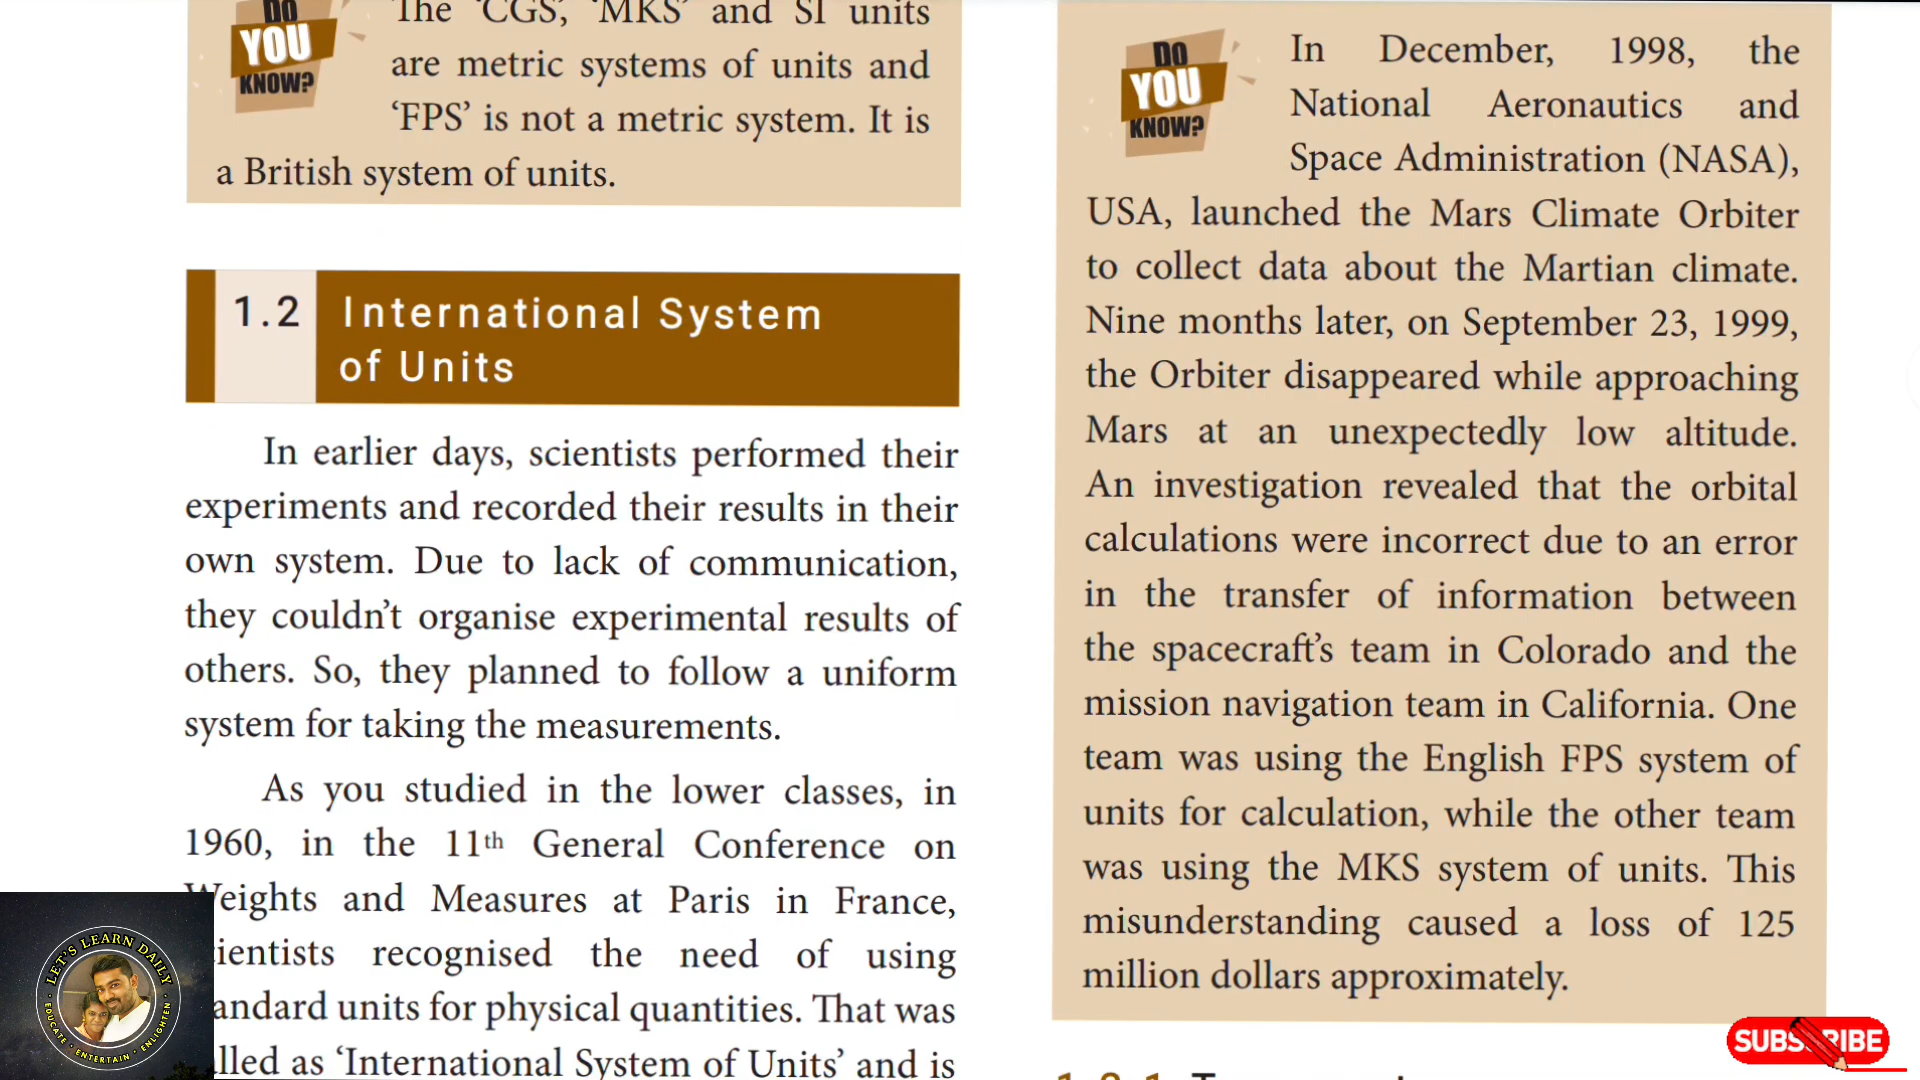 DO
YOU
KNOW?
The ‘CGS’, ‘MKS’ and SI units
are metric systems of units and
‘FPS’ is not a metric system. It is
a British system of units.
1.2 International System
of Units
In earlier days, scientists performed their
experiments and recorded their results in their
own system. Due to lack of communication,
they couldn’t organise experimental results of
others. So, they planned to follow a uniform
system for taking the measurements.
As you studied in the lower classes, in
1960, in the 11th General Conference on
Weights and Measures at Paris in France,
cientists recognised the need of using
andard units for physical quantities. That was
lled as ‘International System of Units’ and is
DO
YOU
KNOW?
In December, 1998, the
National Aeronautics and
Space Administration (NASA),
USA, launched the Mars Climate Orbiter
to collect data about the Martian climate.
Nine months later, on September 23, 1999,
the Orbiter disappeared while approaching
Mars at an unexpectedly low altitude.
An investigation revealed that the orbital
calculations were incorrect due to an error
in the transfer of information between
the spacecraft’s team in Colorado and the
mission navigation team in California. One
team was using the English FPS system of
units for calculation, while the other team
was using the MKS system of units. This
misunderstanding caused a loss of 125
million dollars approximately.
LET'S LEARN DAILY
EDUCATE · ENTERTAIN · ENLIGHTEN
SUBSCRIBE